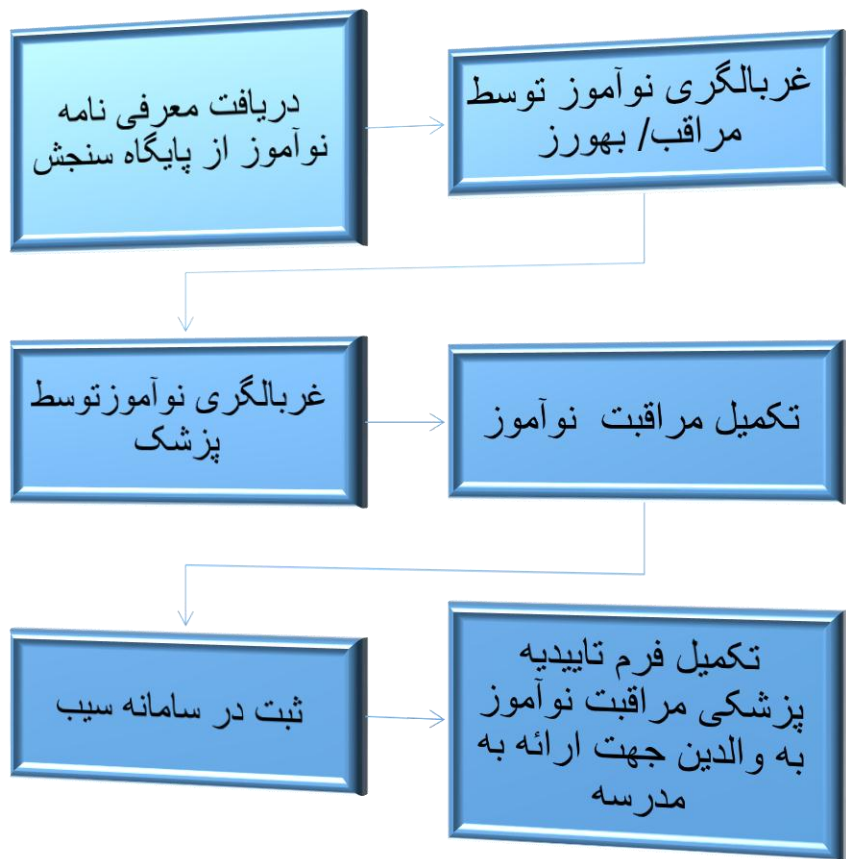 دریافت معرفی نامه
نوآموز از پایگاه سنجش
غربالگری نوآموز توسط
مراقب/ بهورز
غربالگری نوآموزتوسط
پزشک
تکمیل مراقبت نوآموز
ثبت در سامانه سیب
تکمیل فرم تاییدیه
پزشکی مراقبت نوآموز
به والدین جهت ارائه به
مدرسه